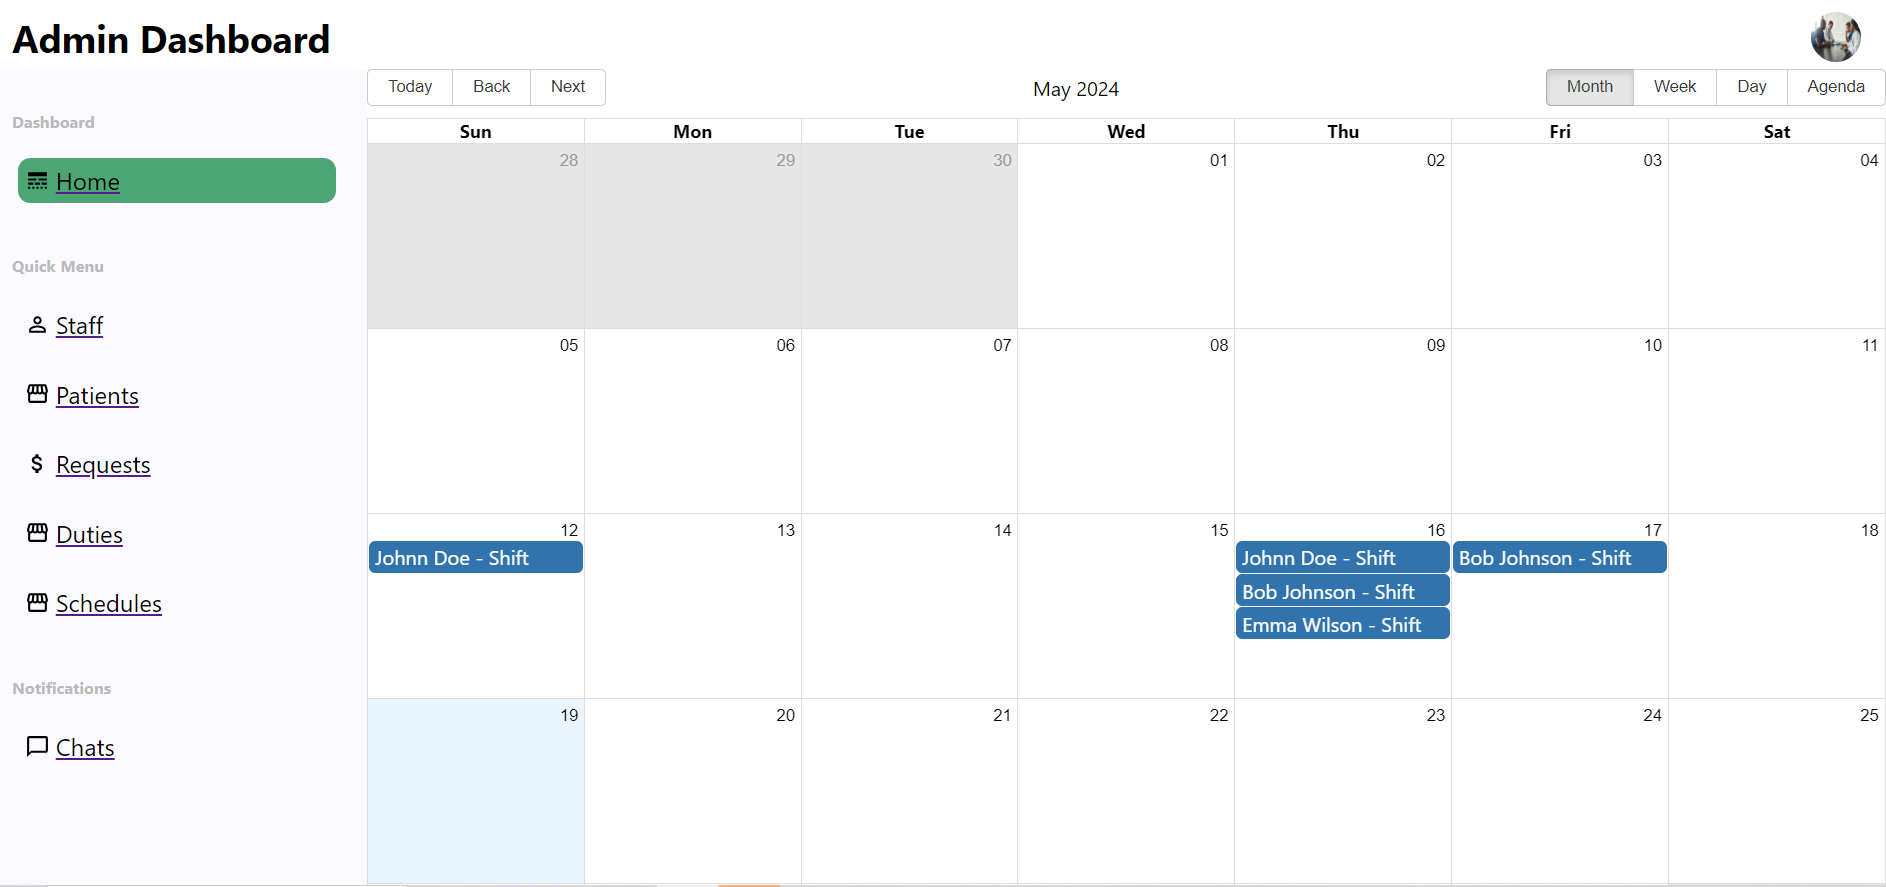 Admin Dashboard
Dashboard
Home
Quick Menu
Staff
Patients
Requests
Duties
Schedules
Notifications
Chats
Today Back Next
May 2024
Month Week Day Agenda
Sun Mon Tue Wed Thu Fri Sat
28 29 30 01 02 03 04
05 06 07 08 09 10 11
12 13 14 15 16 17 18
Johnn Doe - Shift Johnn Doe - Shift Bob Johnson - Shift
Bob Johnson - Shift
Emma Wilson - Shift
19 20 21 22 23 24 25